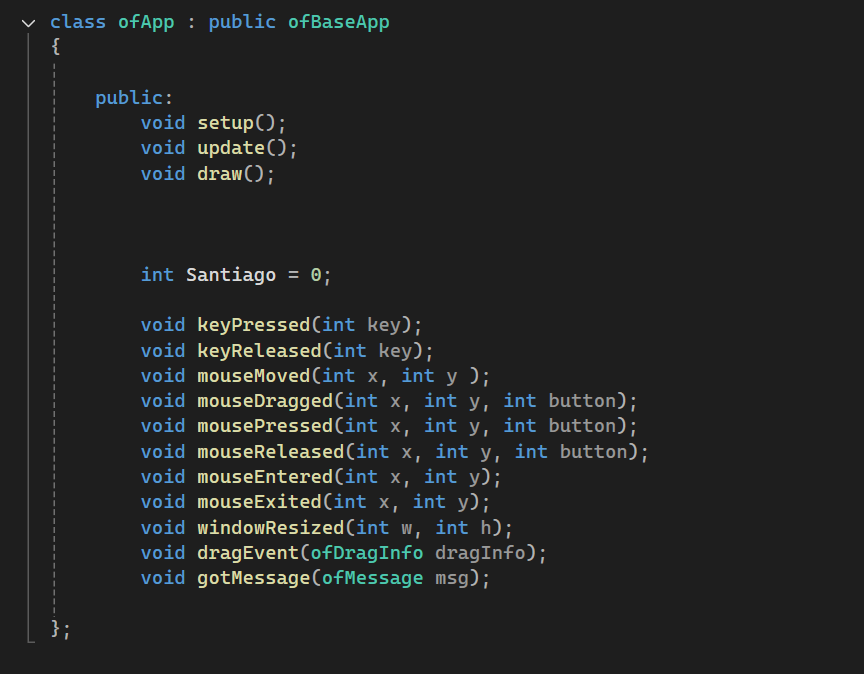 class ofApp : public ofBaseApp
{
public:
void setup();
void update();
void draw();
int Santiago = 0;
void keyPressed(int key);
void keyReleased(int key);
void mouseMoved(int x, int y );
void mouseDragged(int x, int y, int button);
void mousePressed(int x, int y, int button);
void mouseReleased(int x, int y, int button);
void mouseEntered(int x, int y);
void mouseExited(int x, int y);
void windowResized(int w, int h);
void dragEvent(ofDragInfo dragInfo);
void gotMessage(ofMessage msg);
};